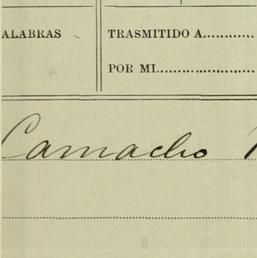 ALABRAS TRASMITIDO A............
POR MI......................
Camacho